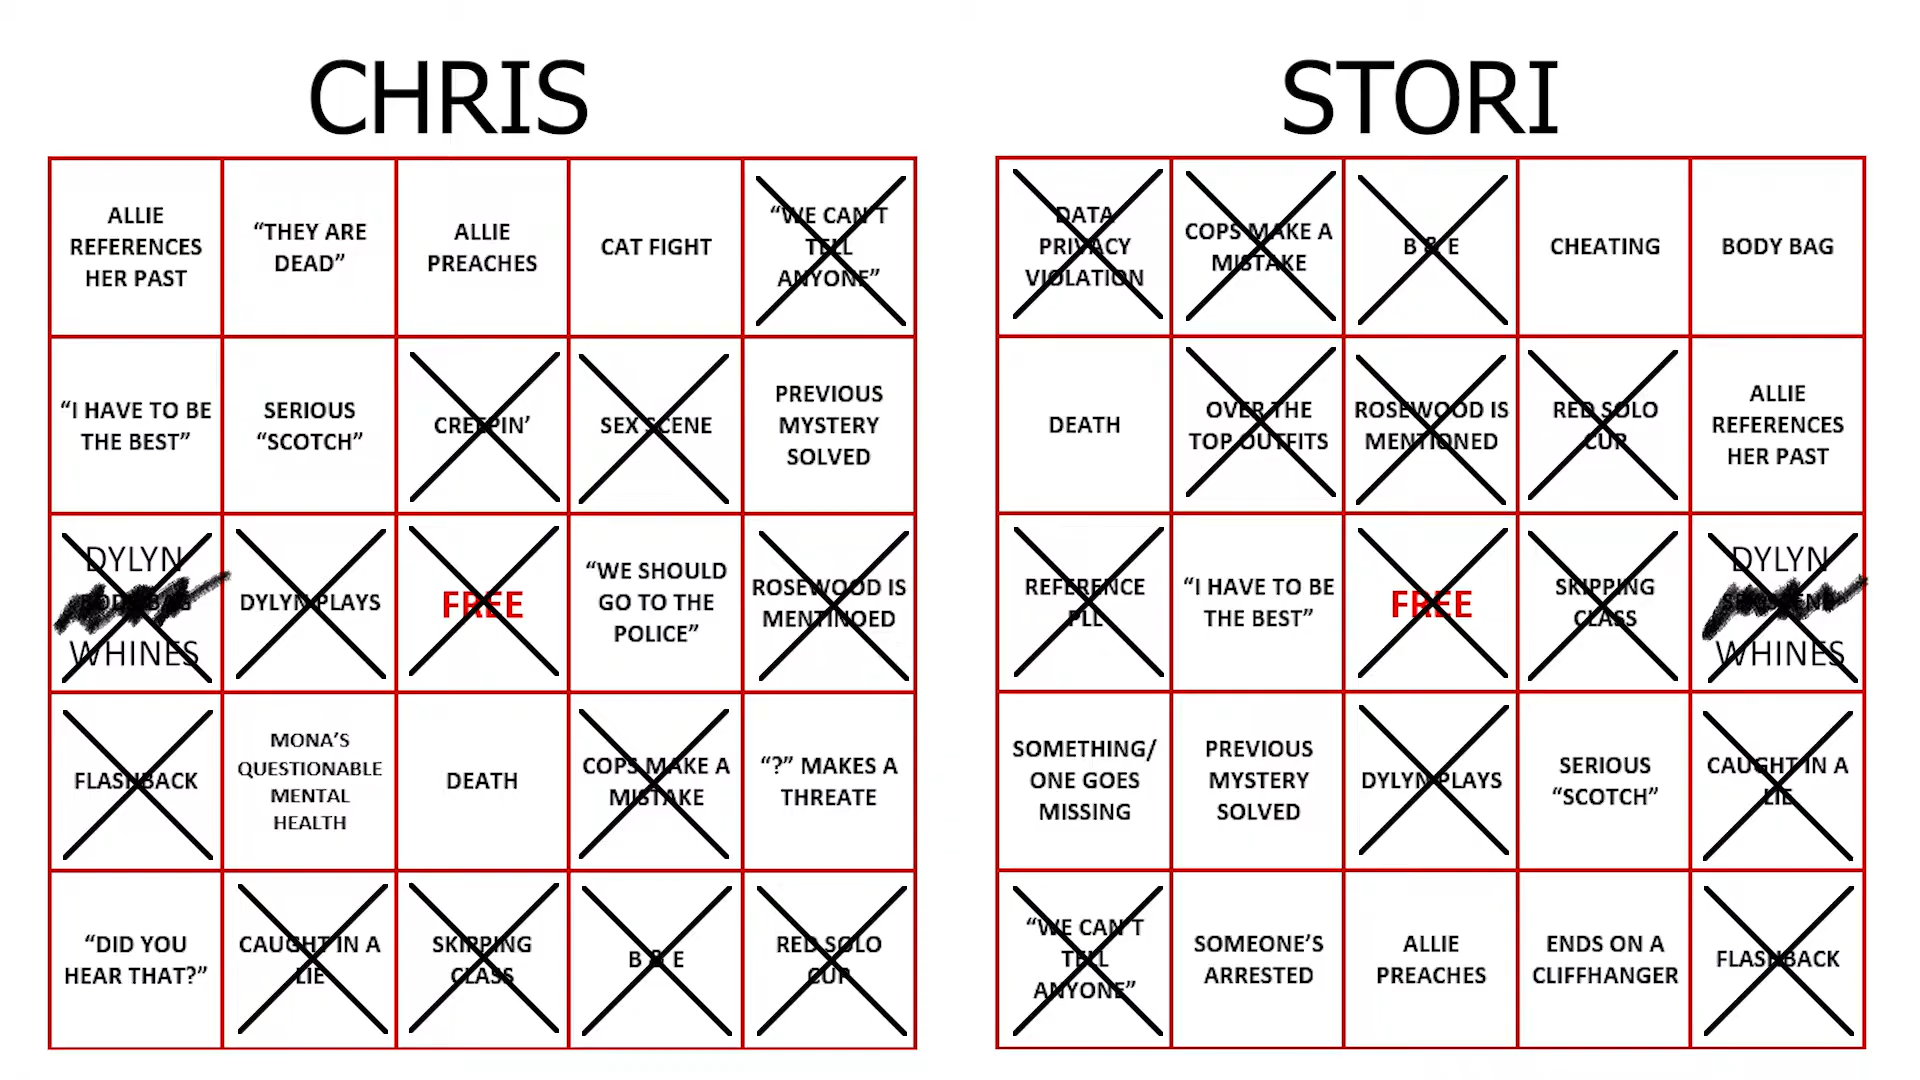 CHRIS
STORI
ALLIE
REFERENCES
HER PAST
“THEY ARE
DEAD”
ALLIE
PREACHES
CAT FIGHT
“WE CAN’T
TELL
ANYONE”
“I HAVE TO BE
THE BEST”
SERIOUS
“SCOTCH”
CREEPIN’
SEX SCENE
PREVIOUS
MYSTERY
SOLVED
DYLYN
WHINES
DYLYN PLAYS
FREE
“WE SHOULD
GO TO THE
POLICE”
ROSEWOOD IS
MENTINOED
FLASHBACK
MONA’S
QUESTIONABLE
MENTAL
HEALTH
DEATH
COPS MAKE A
MISTAKE
“?” MAKES A
THREATE
“DID YOU
HEAR THAT?”
CAUGHT IN A
LIE
SKIPPING
CLASS
B & E
RED SOLO
CUP
DATA
PRIVACY
VIOLATION
COPS MAKE A
MISTAKE
B & E
CHEATING
BODY BAG
DEATH
OVER THE
TOP OUTFITS
ROSEWOOD IS
MENTIONED
RED SOLO
CUP
ALLIE
REFERENCES
HER PAST
REFERENCE
PLL
“I HAVE TO BE
THE BEST”
FREE
SKIPPING
CLASS
DYLYN
WHINES
SOMETHING/
ONE GOES
MISSING
PREVIOUS
MYSTERY
SOLVED
DYLYN PLAYS
SERIOUS
“SCOTCH”
CAUGHT IN A
LIE
“WE CAN’T
TELL
ANYONE”
SOMEONE’S
ARRESTED
ALLIE
PREACHES
ENDS ON A
CLIFFHANGER
FLASHBACK